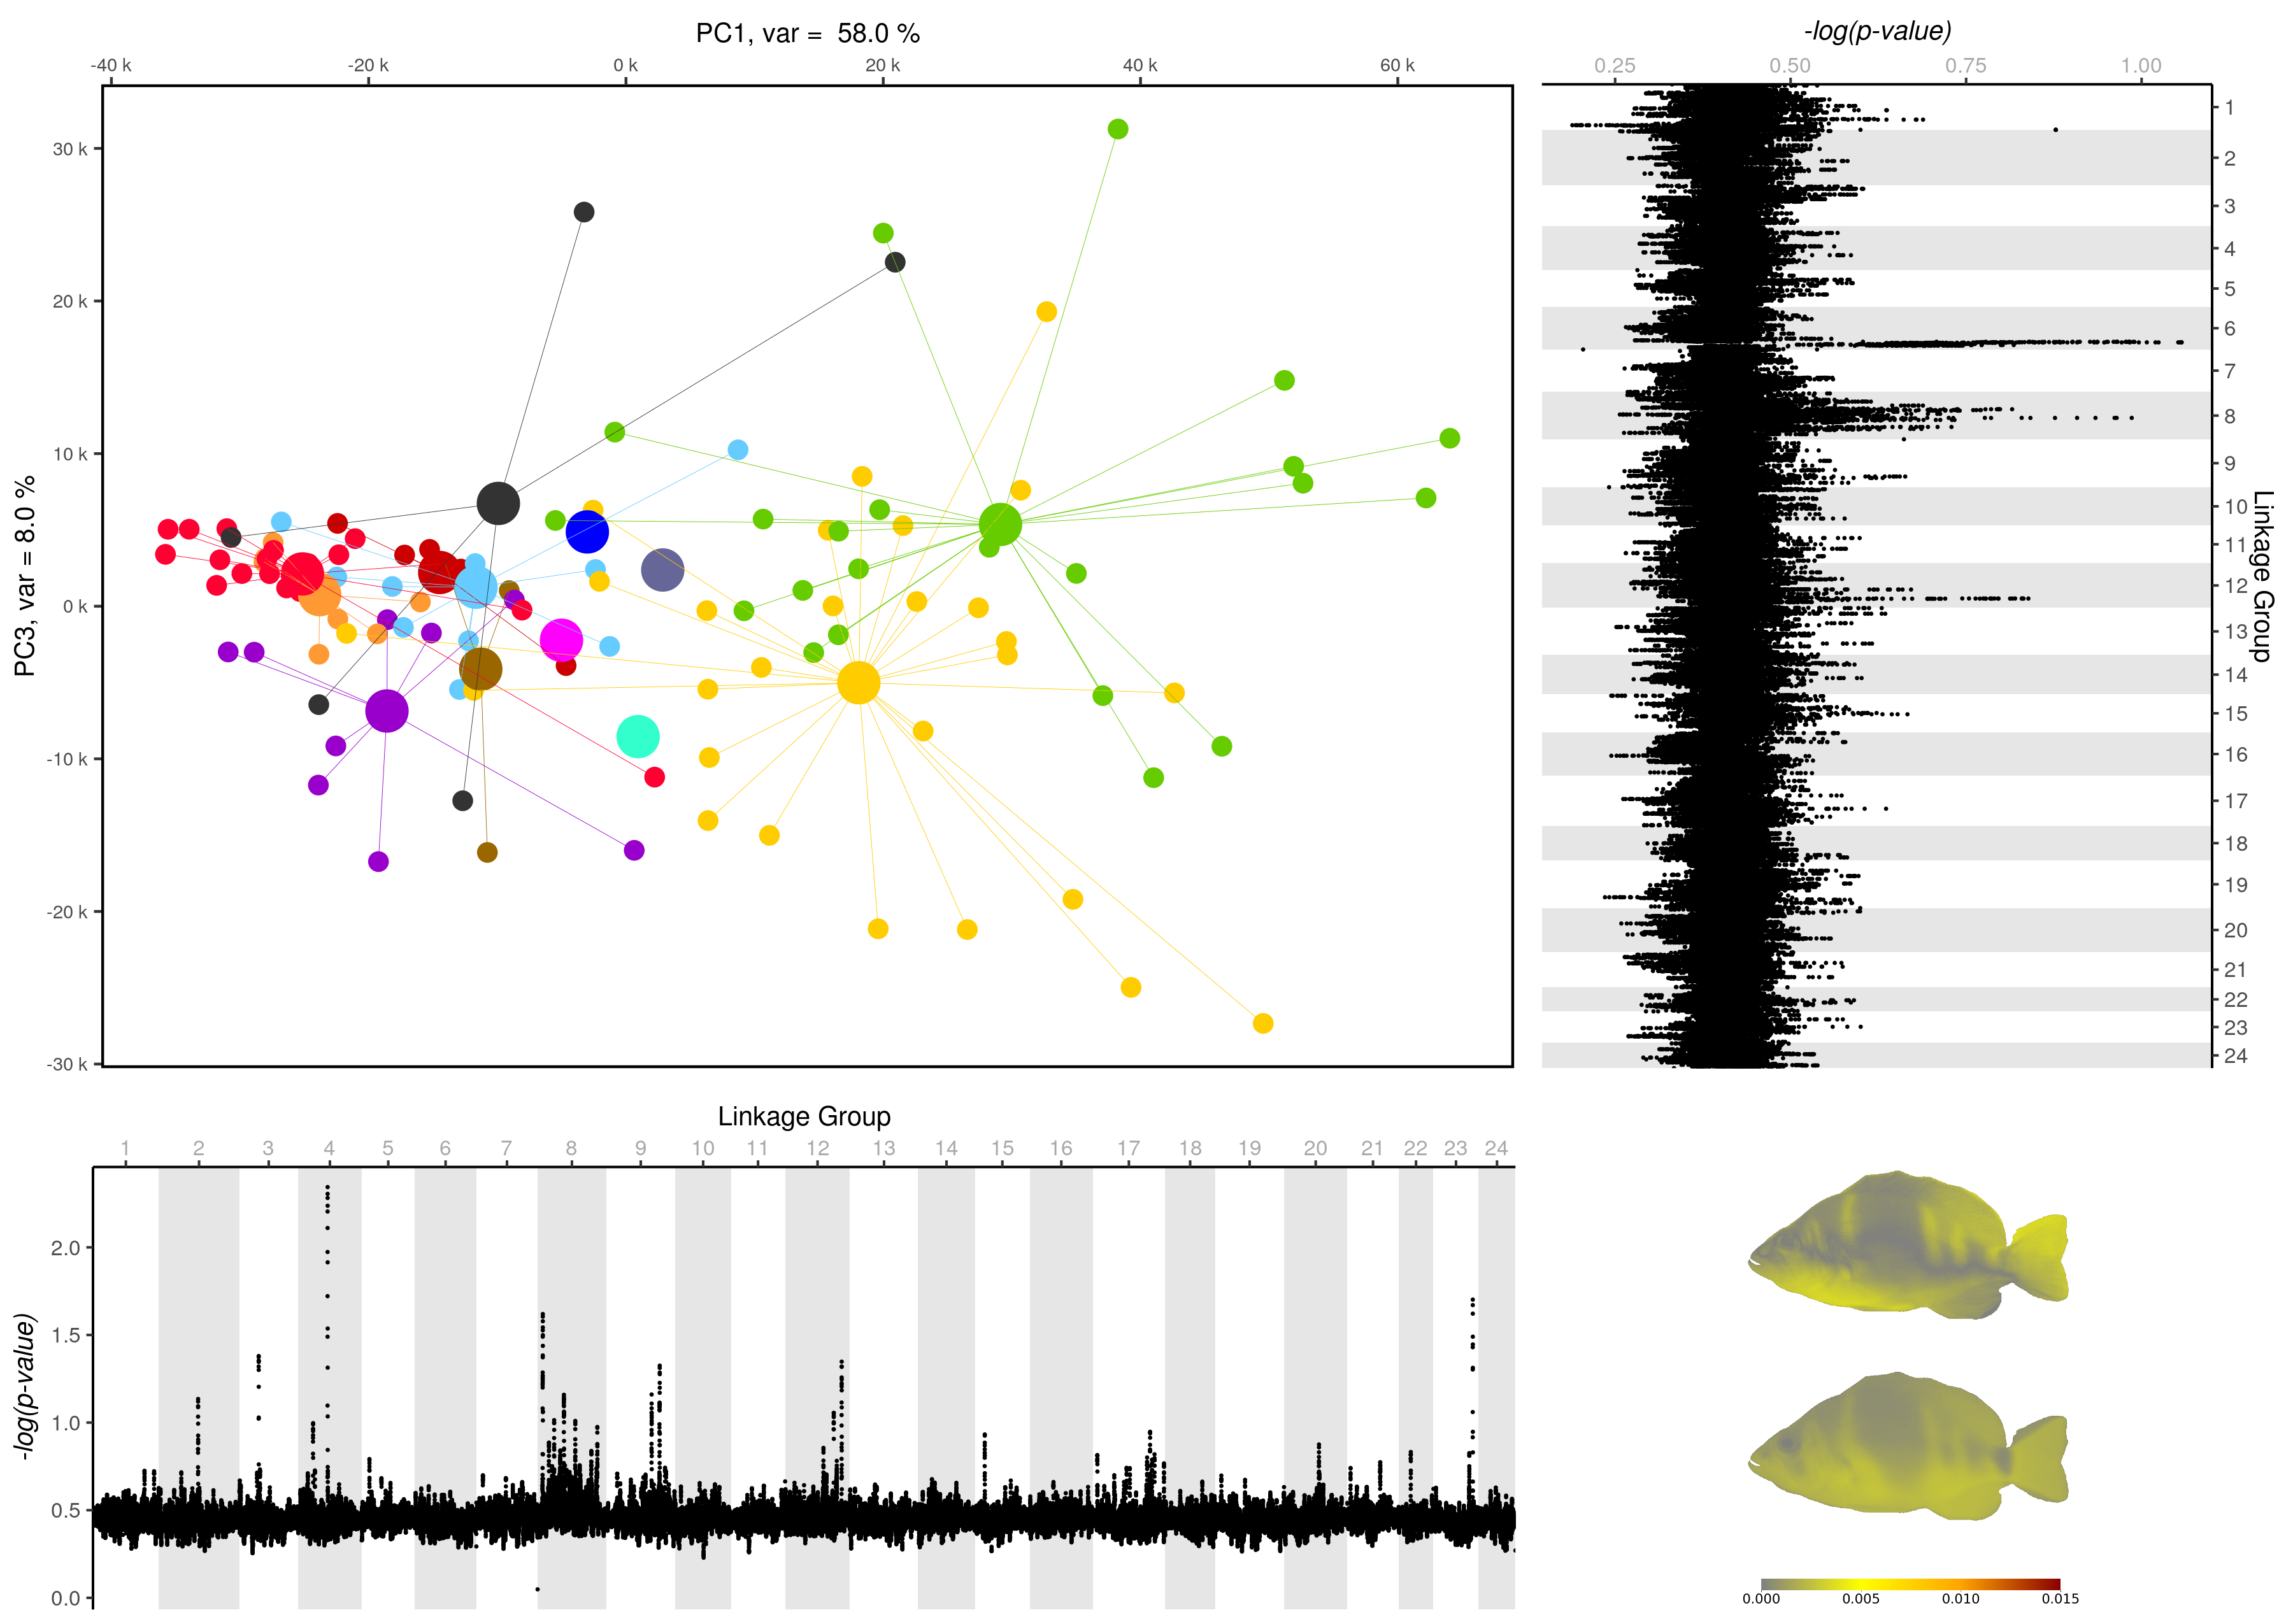 PC1, var = 58.0 %
-40 k -20 k 0 k 20 k 40 k 60 k
30 k
20 k
10 k
0 k
-10 k
-20 k
-30 k
PC3, var = 8.0 %
-log(p-value)
0.25 0.50 0.75 1.00
1
2
3
4
5
6
7
8
9
10
11
12
13
14
15
16
17
18
19
20
21
22
23
24
Linkage Group
Linkage Group
1 2 3 4 5 6 7 8 9 10 11 12 13 14 15 16 17 18 19 20 21 22 23 24
2.0
1.5
1.0
0.5
0.0
-log(p-value)
0.000 0.005 0.010 0.015